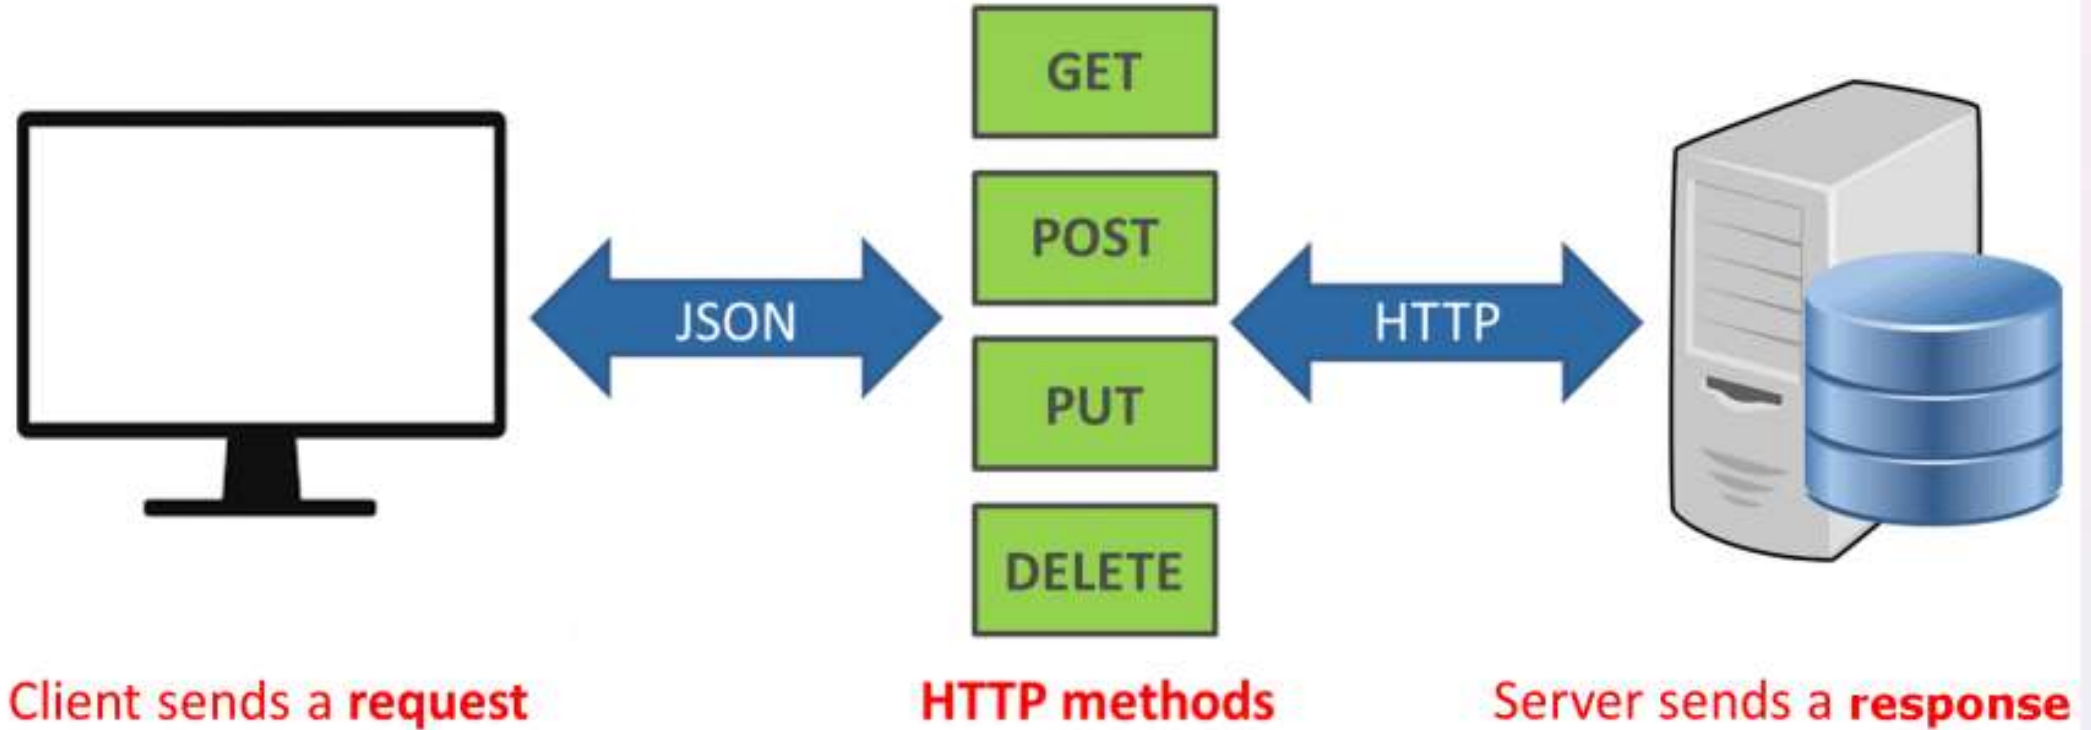 GET
POST
JSON
HTTP
PUT
DELETE
Client sends a request
HTTP methods
Server sends a response